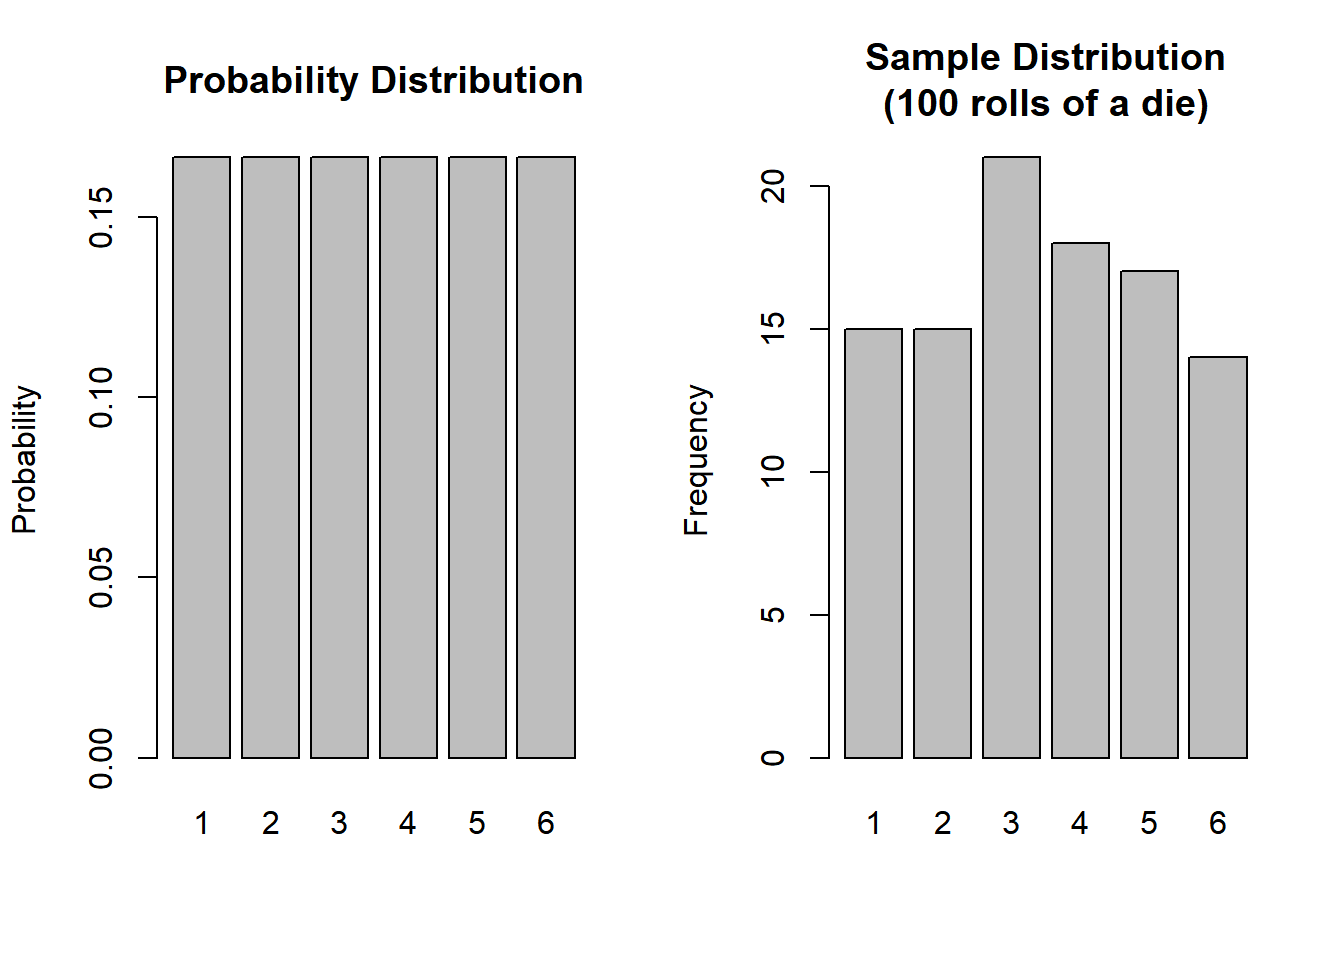 Probability Distribution
Probability
0.00
0.05
0.10
0.15
1 2 3 4 5 6
Sample Distribution
(100 rolls of a die)
Frequency
0
5
10
15
20
1 2 3 4 5 6